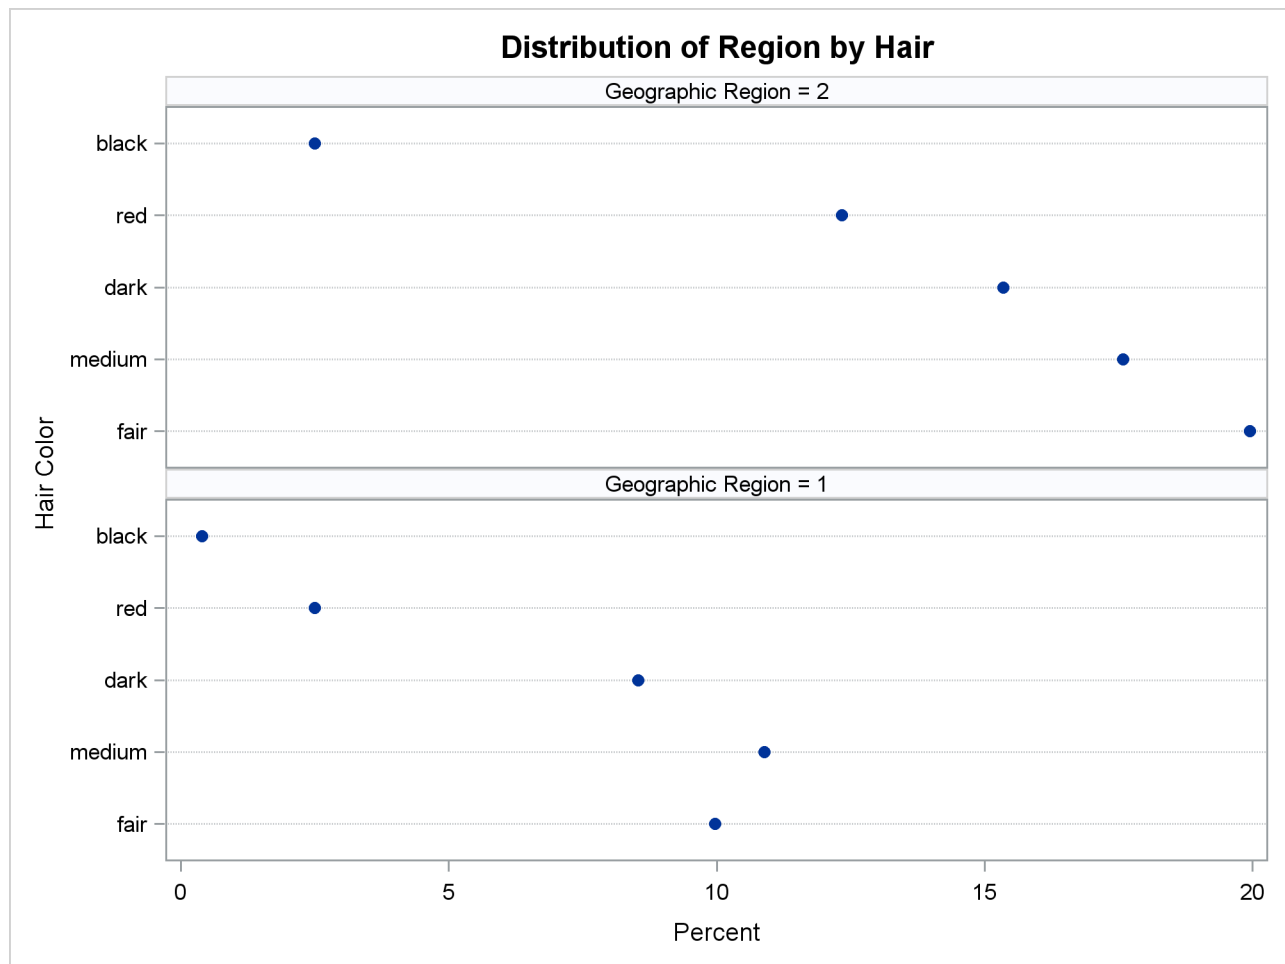 Distribution of Region by Hair
Geographic Region = 2
black
red
dark
medium
fair
Hair Color
Geographic Region = 1
black
red
dark
medium
fair
0 5 10 15 20
Percent